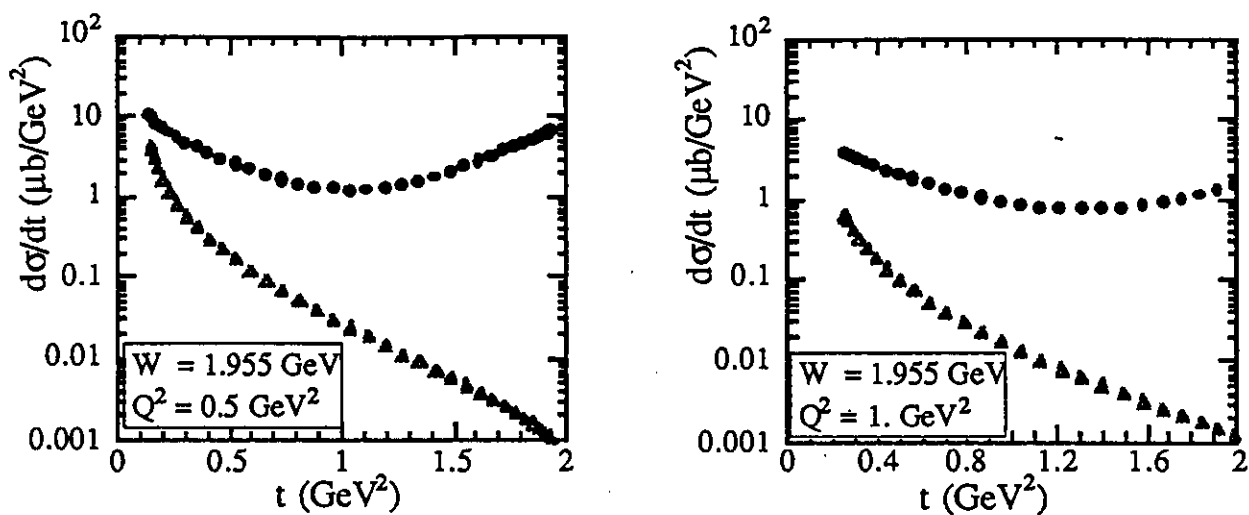 10²
10
1
0.1
0.01
0.001
dσ/dt (μb/GeV²)
W = 1.955 GeV
Q² = 0.5 GeV²
0 0.5 1 1.5 2
t (GeV²)
10²
10
1
0.1
0.01
0.001
dσ/dt (μb/GeV²)
W = 1.955 GeV
Q² = 1. GeV²
0 0.4 0.8 1.2 1.6 2
t (GeV²)